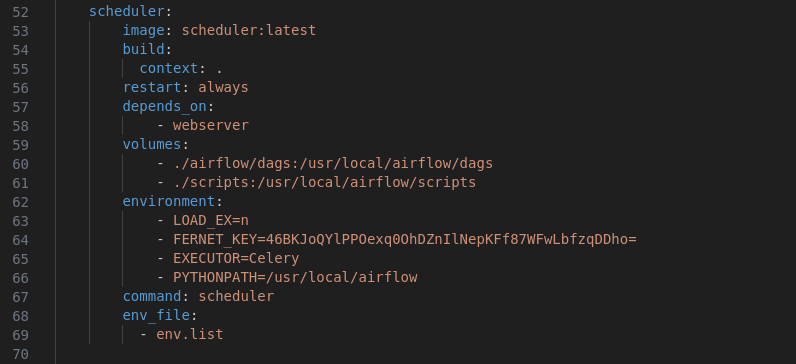 52 scheduler:
53 image: scheduler:latest
54 build:
55 context: .
56 restart: always
57 depends_on:
58 - webserver
59 volumes:
60 - ./airflow/dags:/usr/local/airflow/dags
61 - ./scripts:/usr/local/airflow/scripts
62 environment:
63 - LOAD_EX=n
64 - FERNET_KEY=46BKJoQYlPPOexq0OhDZnIlNepKFf87WFwLbfzqDDho=
65 - EXECUTOR=Celery
66 - PYTHONPATH=/usr/local/airflow
67 command: scheduler
68 env_file:
69 - env.list
70